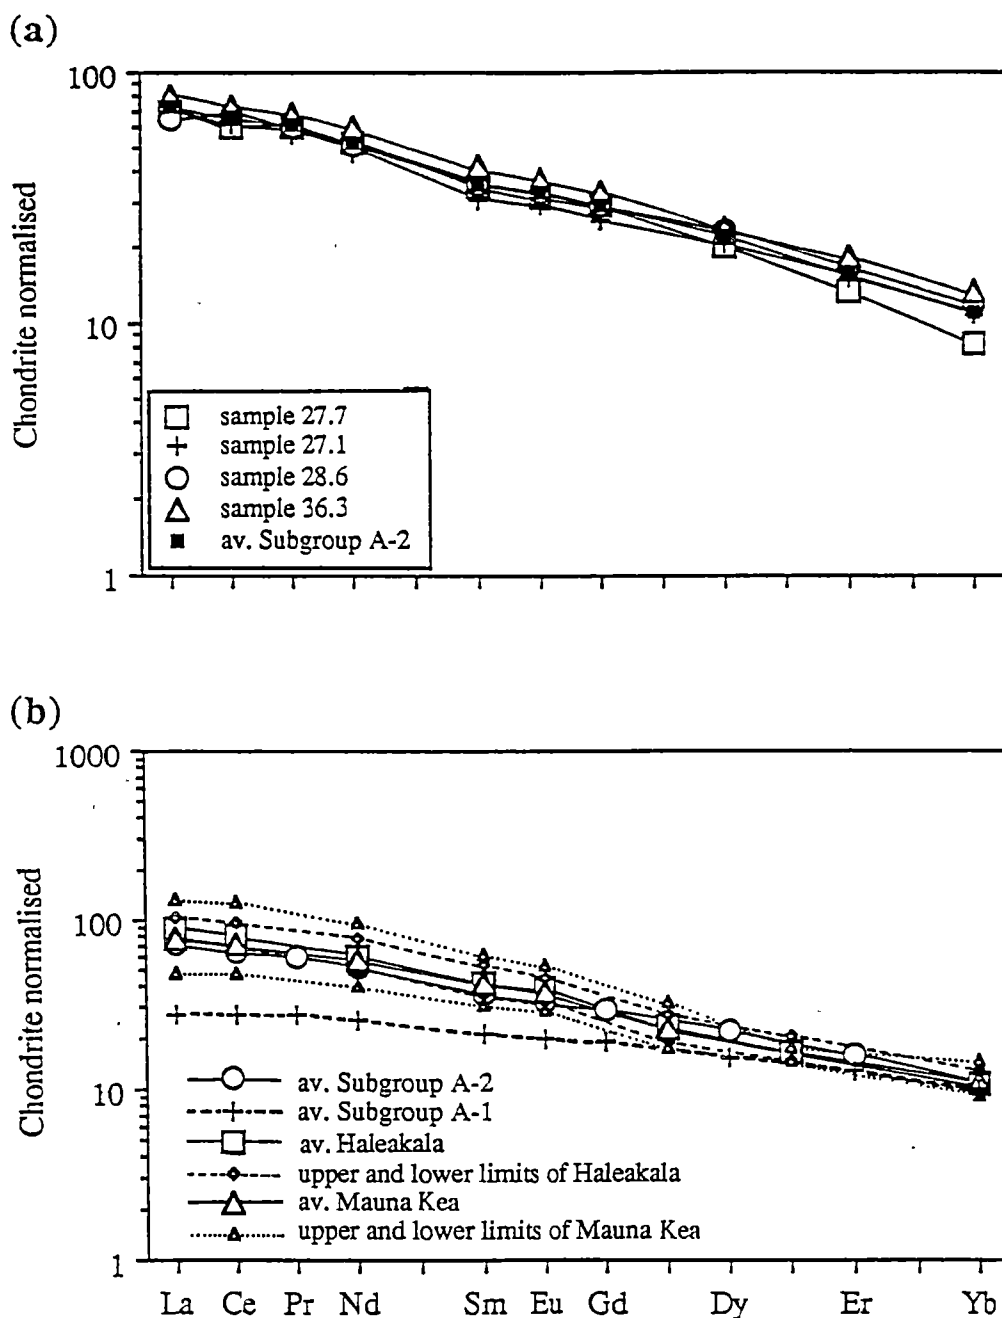 (a)
100
10
1
Chondrite normalised
sample 27.7
sample 27.1
sample 28.6
sample 36.3
av. Subgroup A-2
(b)
1000
100
10
1
Chondrite normalised
av. Subgroup A-2
av. Subgroup A-1
av. Haleakala
upper and lower limits of Haleakala
av. Mauna Kea
upper and lower limits of Mauna Kea
La Ce Pr Nd Sm Eu Gd Dy Er Yb